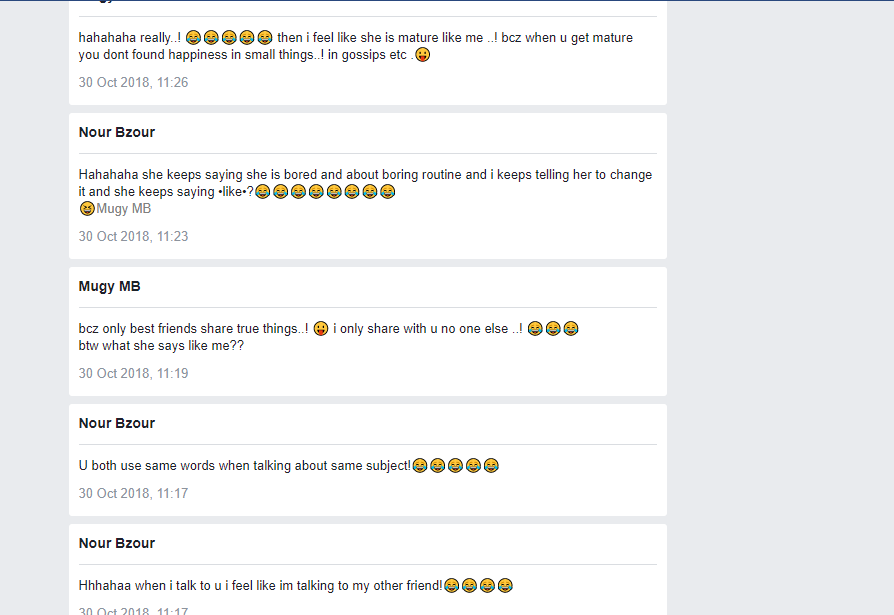 hahahaha really..! 😂😂😂😂😂 then i feel like she is mature like me ..! bcz when u get mature
you dont found happiness in small things..! in gossips etc .😛
30 Oct 2018, 11:26
Nour Bzour
Hahahaha she keeps saying she is bored and about boring routine and i keeps telling her to change
it and she keeps saying •like•?😂😂😂😂😂😂😂😂
😆Mugy MB
30 Oct 2018, 11:23
Mugy MB
bcz only best friends share true things..! 😛 i only share with u no one else ..! 😂😂😂
btw what she says like me??
30 Oct 2018, 11:19
Nour Bzour
U both use same words when talking about same subject!😂😂😂😂😂
30 Oct 2018, 11:17
Nour Bzour
Hhhahaa when i talk to u i feel like im talking to my other friend!😂😂😂😂
30 Oct 2018, 11:17